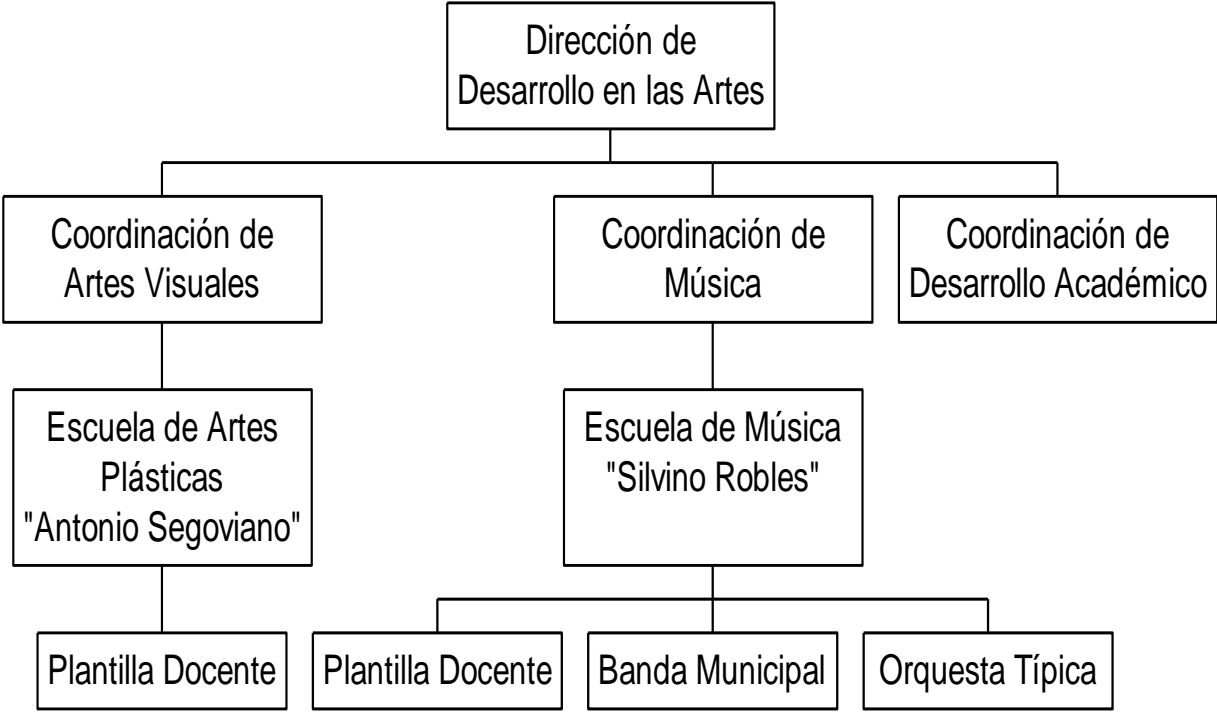 Dirección de
Desarrollo en las Artes
Coordinación de
Artes Visuales
Coordinación de
Música
Coordinación de
Desarrollo Académico
Escuela de Artes
Plásticas
"Antonio Segoviano"
Escuela de Música
"Silvino Robles"
Plantilla Docente
Plantilla Docente
Banda Municipal
Orquesta Típica